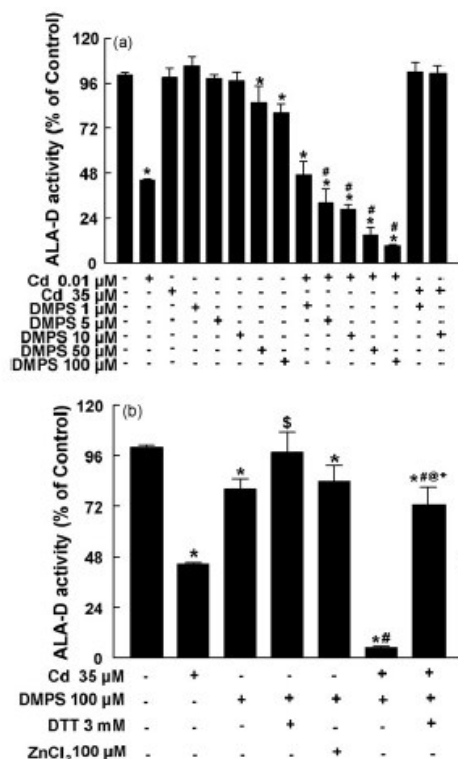 (a)
120
96
72
48
24
0
ALA-D activity (% of Control)
* * * * #* #* #* #*
Cd 0.01 µM - + - - - - - - + + + + + - -
Cd 35 µM - - + - - - - - - - - - - + +
DMPS 1 µM - - - + - - - - + - - - - + -
DMPS 5 µM - - - - + - - - - + - - - - -
DMPS 10 µM - - - - - + - - - - + - - - +
DMPS 50 µM - - - - - - + - - - - + - - -
DMPS 100 µM - - - - - - - + - - - - + - -
(b)
120
96
72
48
24
0
ALA-D activity (% of Control)
* * $ * *# *#@+
Cd 35 µM - + - - - + +
DMPS 100 µM - - + + + + +
DTT 3 mM - - - + - - +
ZnCl₂ 100 µM - - - - + - -